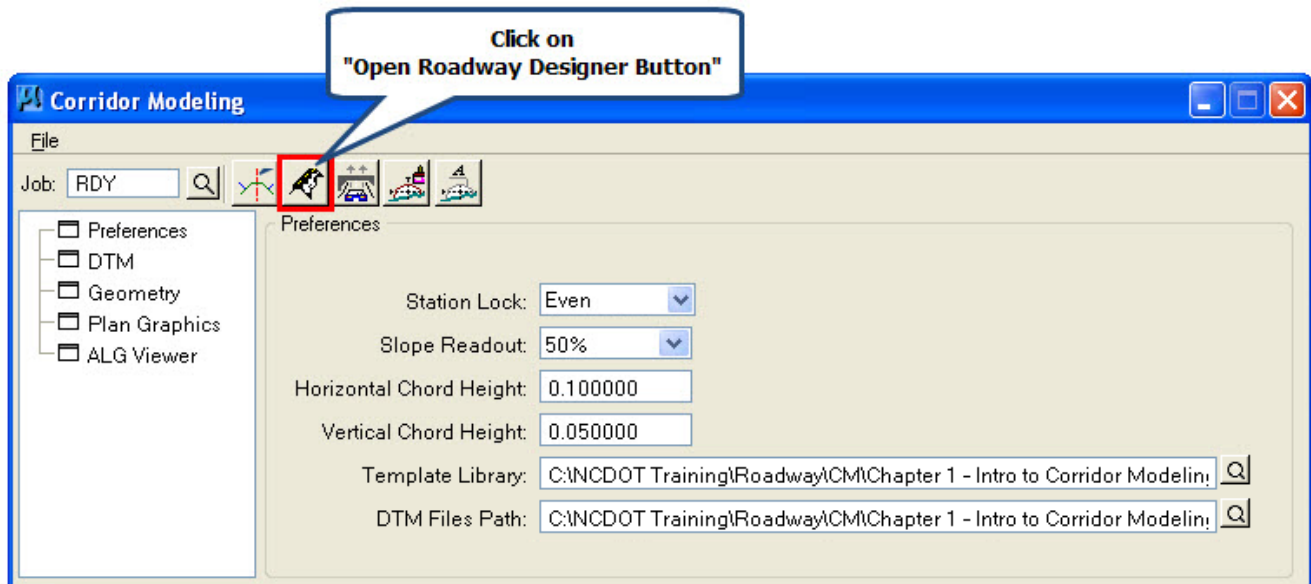 Click on
"Open Roadway Designer Button"
Corridor Modeling
File
Job: RDY
A
Preferences
DTM
Geometry
Plan Graphics
ALG Viewer
Preferences
Station Lock: Even
Slope Readout: 50%
Horizontal Chord Height: 0.100000
Vertical Chord Height: 0.050000
Template Library: C:\NCDOT Training\Roadway\CM\Chapter 1 - Intro to Corridor Modeling
DTM Files Path: C:\NCDOT Training\Roadway\CM\Chapter 1 - Intro to Corridor Modeling